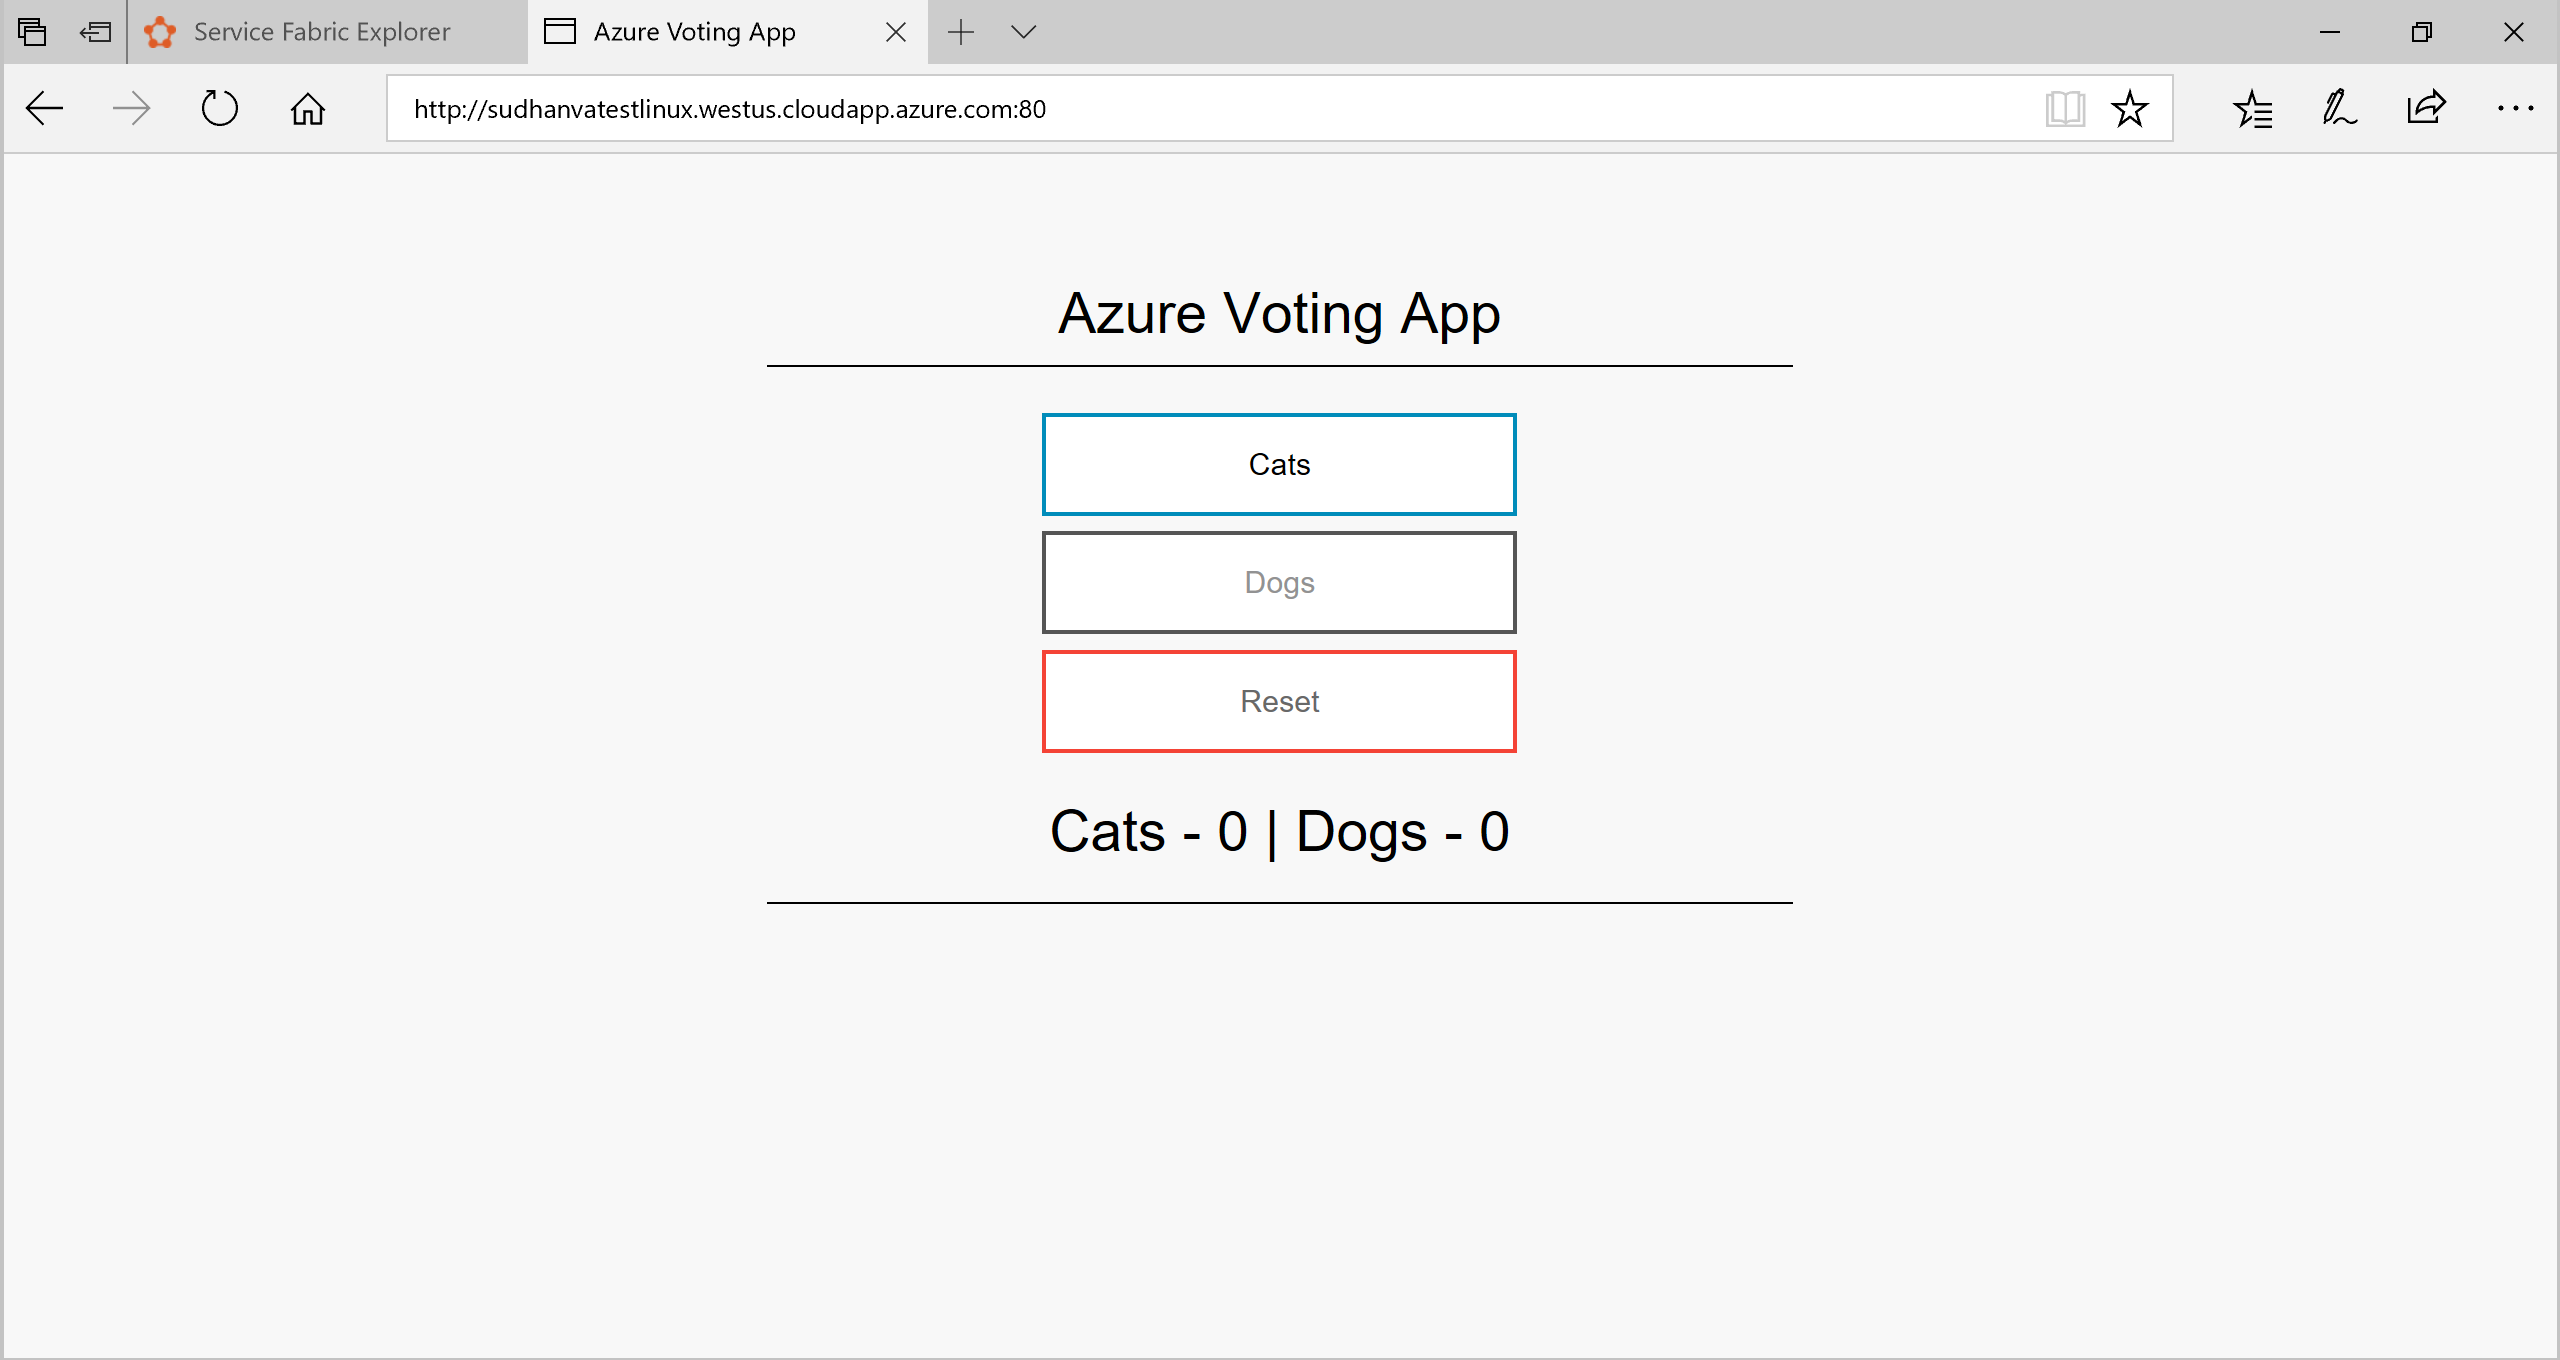 Service Fabric Explorer
Azure Voting App
http://sudhanvatestlinux.westus.cloudapp.azure.com:80
Azure Voting App
Cats
Dogs
Reset
Cats - 0 | Dogs - 0